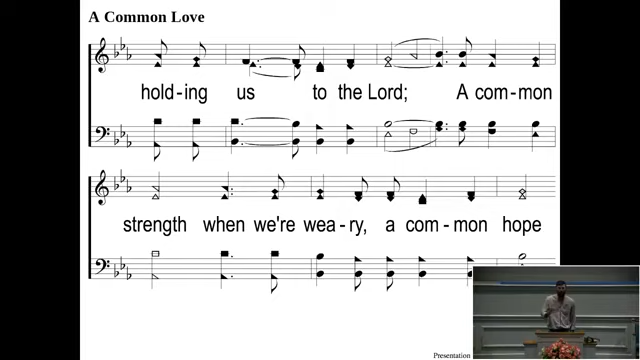 A Common Love
hold-ing us to the Lord; A com-mon
strength when we're wea-ry, a com-mon hope
Presentation